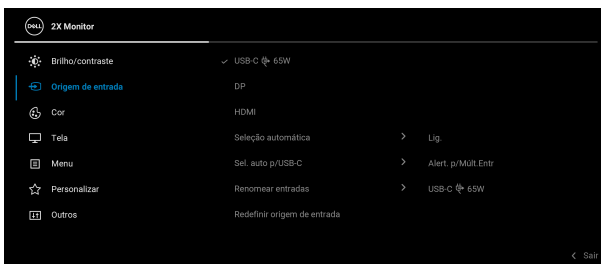 DELL 2X Monitor
Brilho/contraste ✓ USB-C 65W
Origem de entrada DP
Cor HDMI
Tela Seleção automática > Lig.
Menu Sel. auto p/USB-C > Alert. p/Múlt.Entr
Personalizar Renomear entradas > USB-C 65W
Outros Redefinir origem de entrada
< Sair